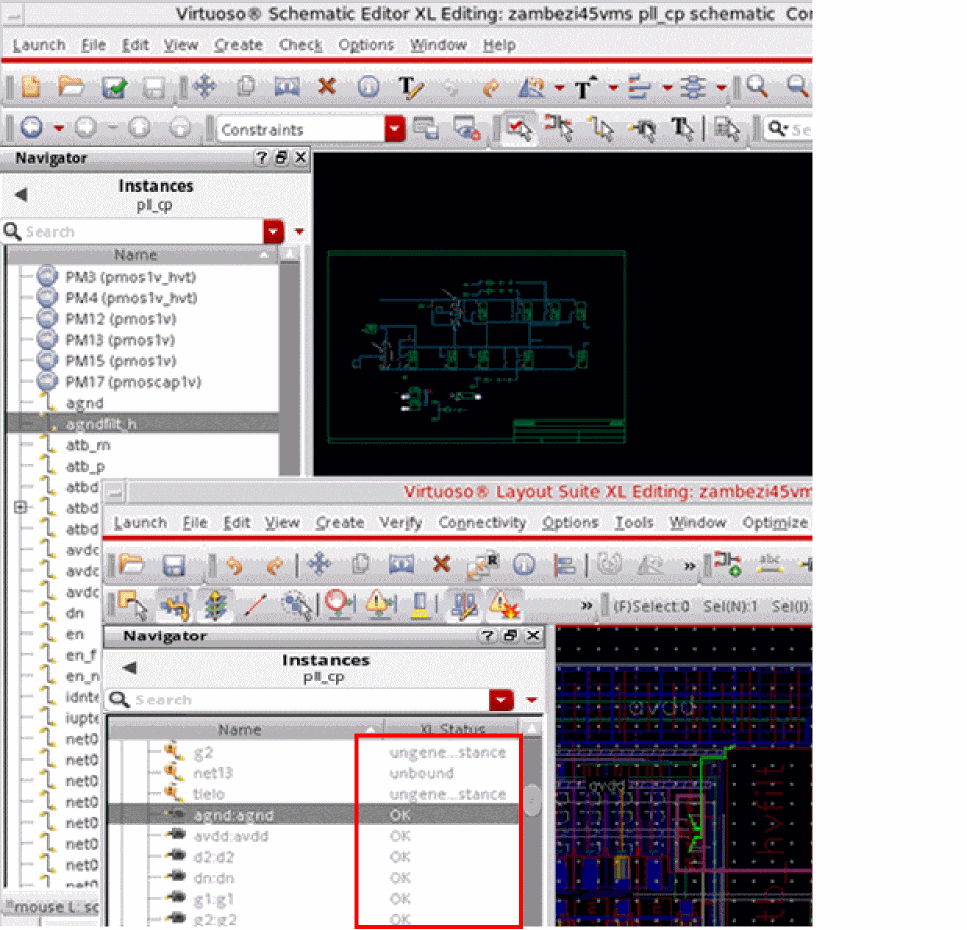 Virtuoso® Schematic Editor XL Editing: zambezi45vms pll_cp schematic Con
Launch File Edit View Create Check Options Window Help
Constraints
Se
Navigator
Instances
pll_cp
Search
Name
PM3 (pmos1v_hvt)
PM4 (pmos1v_hvt)
PM12 (pmos1v)
PM13 (pmos1v)
PM15 (pmos1v)
PM17 (pmoscap1v)
agnd
agndfilt_h
atb_m
atb_p
atbd
atbd
atbd
avdc
avdc
avdc
dn
en
en_f
en_n
idnte
iupte
net0
net0
net0
net0
net0
net0
net0
net0
mouse L: sc
Virtuoso® Layout Suite XL Editing: zambezi45vm
Launch File Edit View Create Verify Connectivity Options Tools Window Optimize
abc
» (F)Select:0 Sel(N):1 Sel(I):
Navigator
Instances
pll_cp
Search
Name XL Status
g2 ungene...stance
net13 unbound
tielo ungene...stance
agnd:agnd OK
avdd:avdd OK
d2:d2 OK
dn:dn OK
g1:g1 OK
g2:g2 OK
avdd
avdd